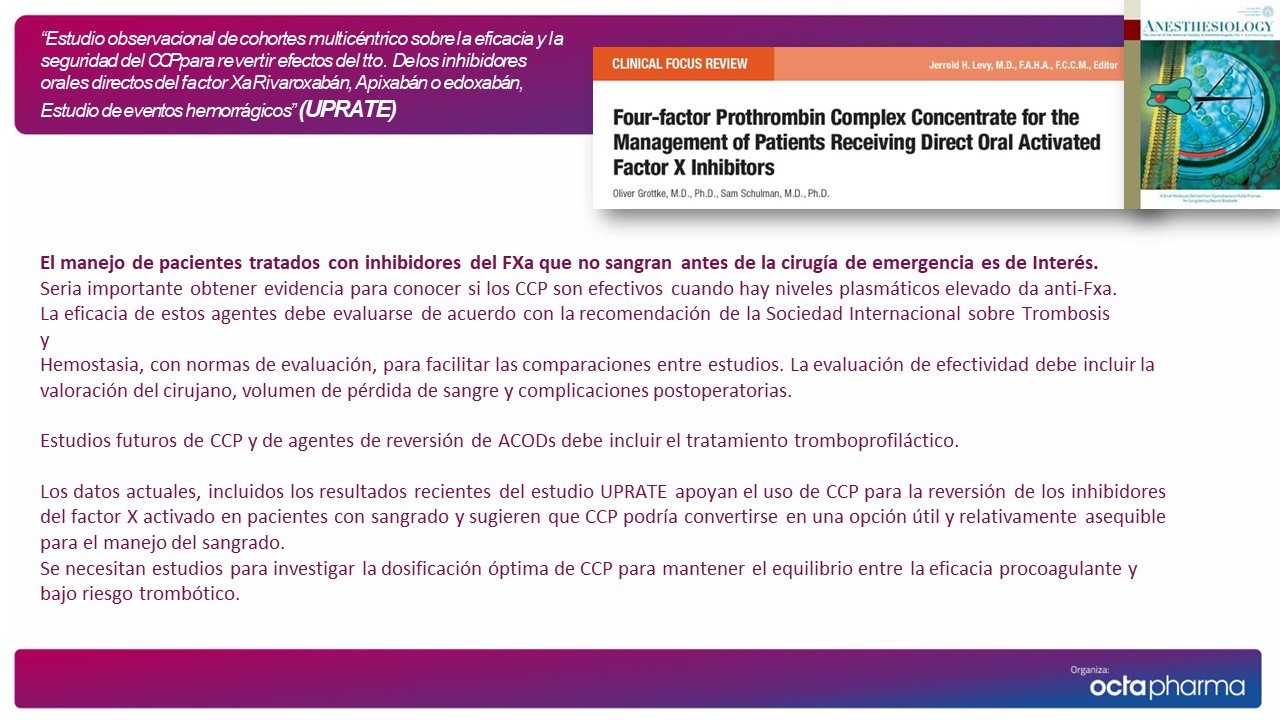 “Estudio observacional de cohortes multicéntrico sobre la eficacia y la
seguridad del CCP para revertir efectos del tto. De los inhibidores
orales directos del factor Xa Rivaroxabán, Apixabán o edoxabán,
Estudio de eventos hemorrágicos” (UPRATE)
CLINICAL FOCUS REVIEW
Jerrold H. Levy, M.D., F.A.H.A., F.C.C.M., Editor
Four-factor Prothrombin Complex Concentrate for the
Management of Patients Receiving Direct Oral Activated
Factor X Inhibitors
Oliver Grottke, M.D., Ph.D., Sam Schulman, M.D., Ph.D.
ANESTHESIOLOGY
El manejo de pacientes tratados con inhibidores del FXa que no sangran antes de la cirugía de emergencia es de Interés.
Seria importante obtener evidencia para conocer si los CCP son efectivos cuando hay niveles plasmáticos elevado da anti-Fxa.
La eficacia de estos agentes debe evaluarse de acuerdo con la recomendación de la Sociedad Internacional sobre Trombosis
y
Hemostasia, con normas de evaluación, para facilitar las comparaciones entre estudios. La evaluación de efectividad debe incluir la
valoración del cirujano, volumen de pérdida de sangre y complicaciones postoperatorias.
Estudios futuros de CCP y de agentes de reversión de ACODs debe incluir el tratamiento tromboprofiláctico.
Los datos actuales, incluidos los resultados recientes del estudio UPRATE apoyan el uso de CCP para la reversión de los inhibidores
del factor X activado en pacientes con sangrado y sugieren que CCP podría convertirse en una opción útil y relativamente asequible
para el manejo del sangrado.
Se necesitan estudios para investigar la dosificación óptima de CCP para mantener el equilibrio entre la eficacia procoagulante y
bajo riesgo trombótico.
Organiza:
octapharma